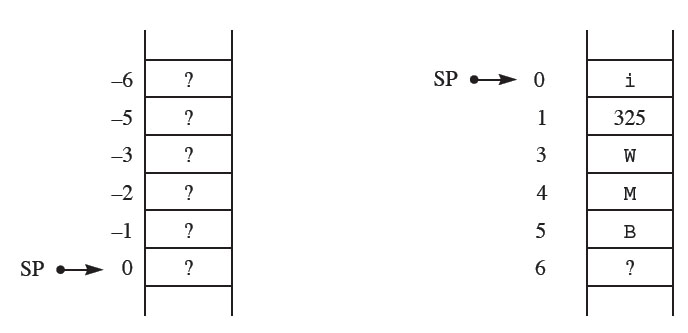 –6 ? SP 0 i
–5 ? 1 325
–3 ? 3 W
–2 ? 4 M
–1 ? 5 B
SP 0 ? 6 ?